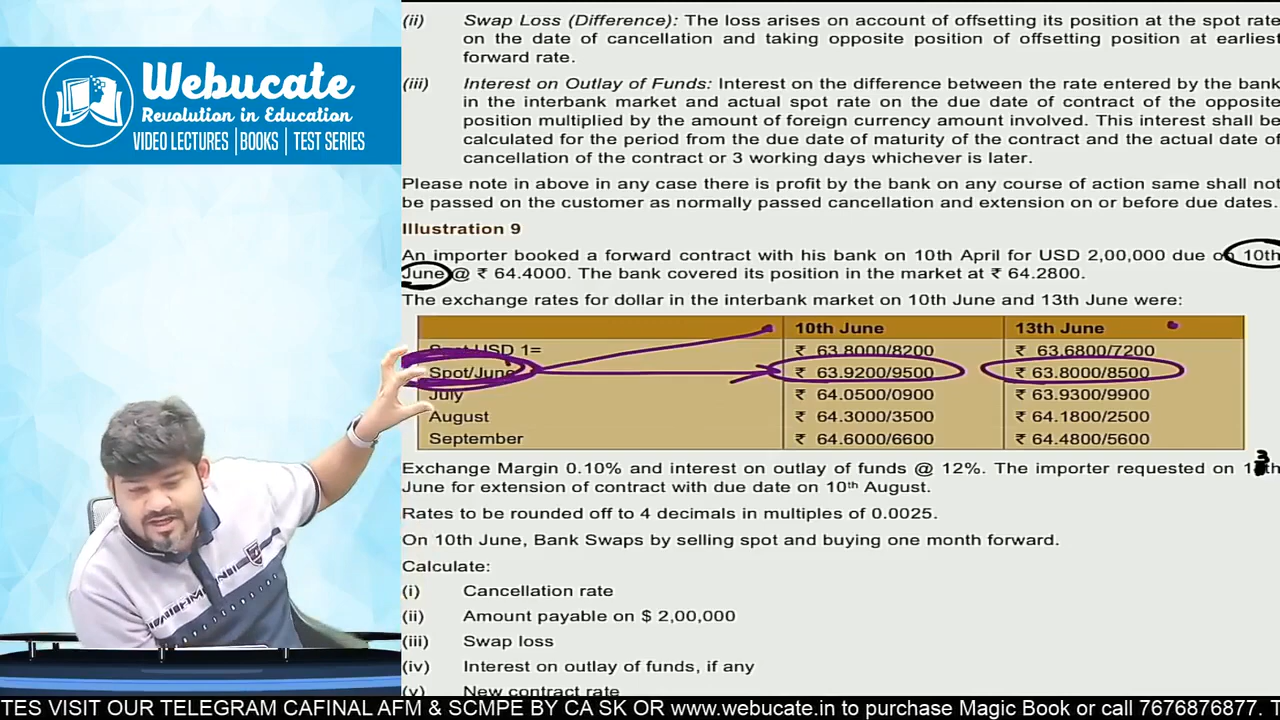 (ii) Swap Loss (Difference): The loss arises on account of offsetting its position at the spot rate
on the date of cancellation and taking opposite position of offsetting position at earliest
forward rate.
(iii) Interest on Outlay of Funds: Interest on the difference between the rate entered by the bank
in the interbank market and actual spot rate on the due date of contract of the opposite
position multiplied by the amount of foreign currency amount involved. This interest shall be
calculated for the period from the due date of maturity of the contract and the actual date of
cancellation of the contract or 3 working days whichever is later.
Please note in above in any case there is profit by the bank on any course of action same shall not
be passed on the customer as normally passed cancellation and extension on or before due dates.
Illustration 9
An importer booked a forward contract with his bank on 10th April for USD 2,00,000 due on 10th
June @ ₹ 64.4000. The bank covered its position in the market at ₹ 64.2800.
The exchange rates for dollar in the interbank market on 10th June and 13th June were:
10th June 13th June
Spot USD 1= ₹ 63.8000/8200 ₹ 63.6800/7200
Spot/June ₹ 63.9200/9500 ₹ 63.8000/8500
July ₹ 64.0500/0900 ₹ 63.9300/9900
August ₹ 64.3000/3500 ₹ 64.1800/2500
September ₹ 64.6000/6600 ₹ 64.4800/5600
Exchange Margin 0.10% and interest on outlay of funds @ 12%. The importer requested on 13th
June for extension of contract with due date on 10th August.
Rates to be rounded off to 4 decimals in multiples of 0.0025.
On 10th June, Bank Swaps by selling spot and buying one month forward.
Calculate:
(i) Cancellation rate
(ii) Amount payable on $ 2,00,000
(iii) Swap loss
(iv) Interest on outlay of funds, if any
(v) New contract rate
Webucate
Revolution in Education
VIDEO LECTURES | BOOKS | TEST SERIES
TES VISIT OUR TELEGRAM CAFINAL AFM & SCMPE BY CA SK OR www.webucate.in to purchase Magic Book or call 7676876877. T